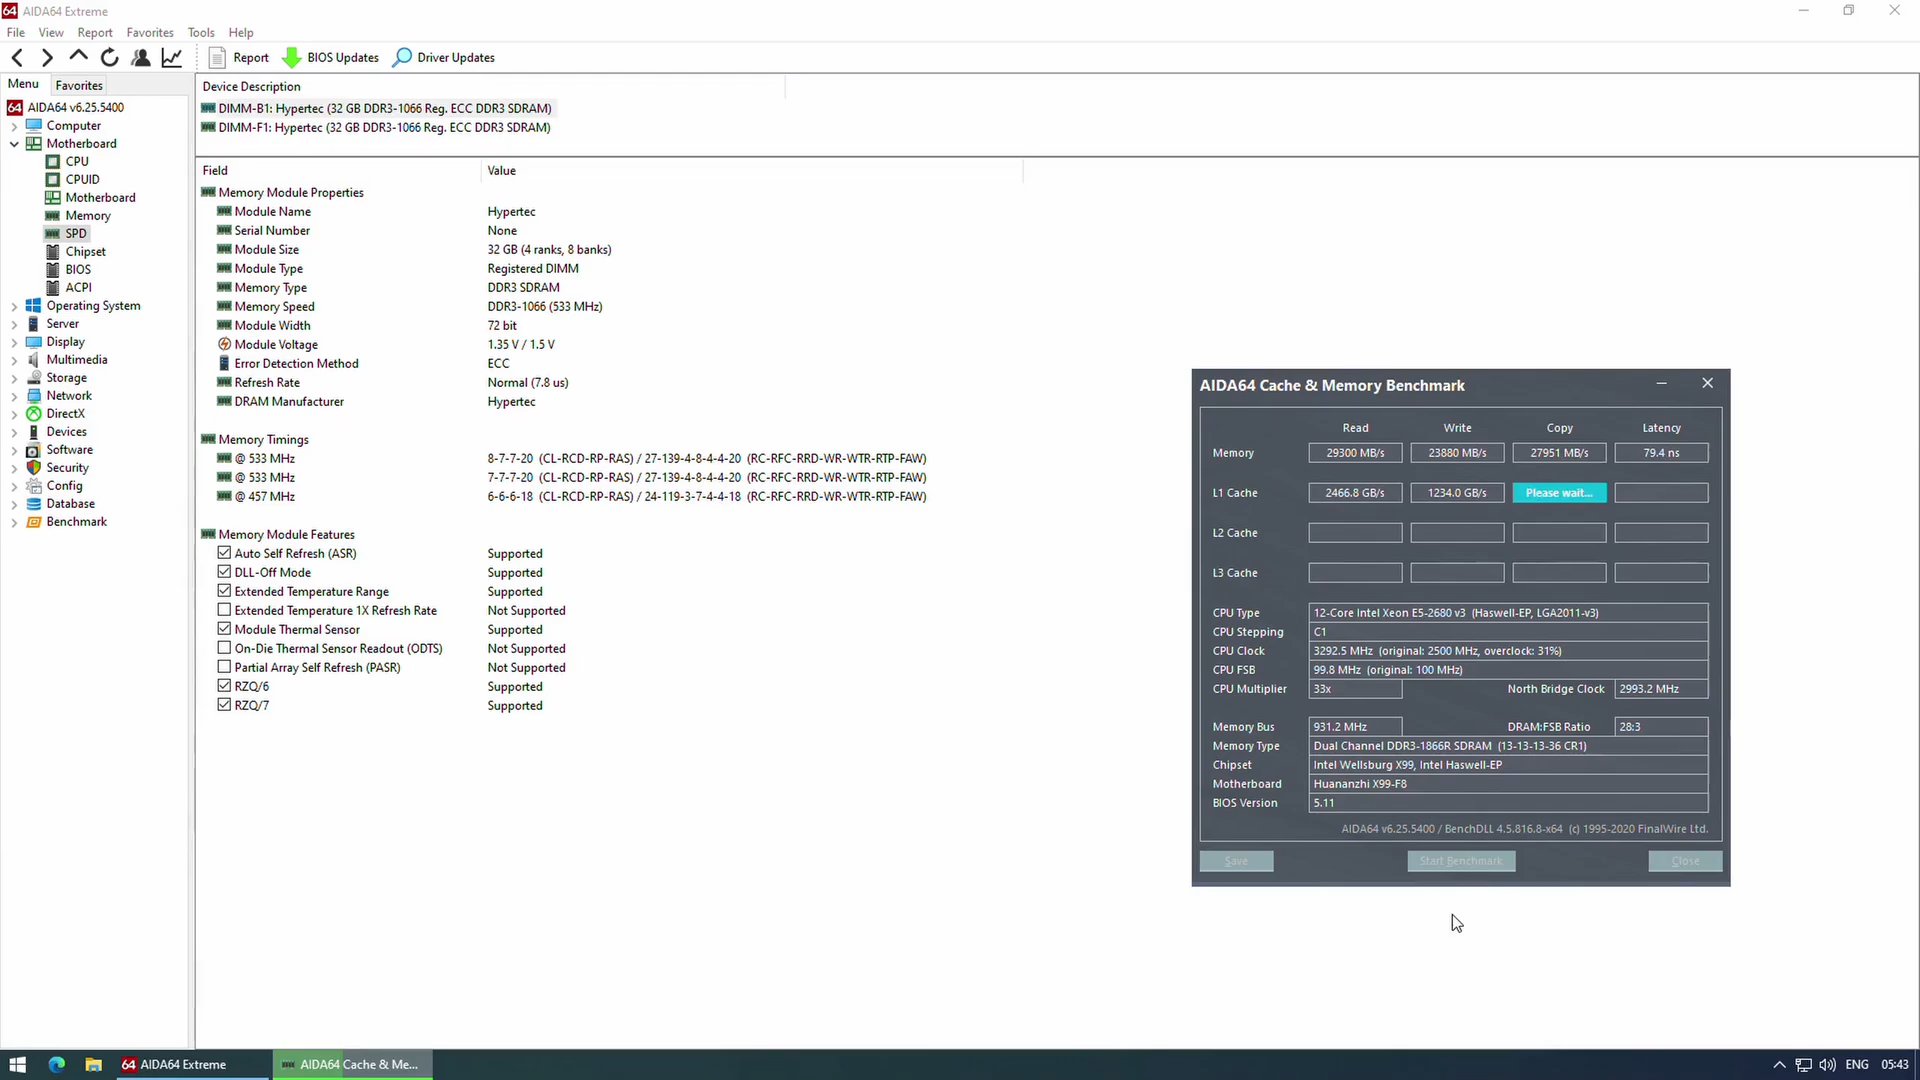 64 AIDA64 Extreme
File View Report Favorites Tools Help
Report BIOS Updates Driver Updates
Menu Favorites
64 AIDA64 v6.25.5400
Computer
Motherboard
CPU
CPUID
Motherboard
Memory
SPD
Chipset
BIOS
ACPI
Operating System
Server
Display
Multimedia
Storage
Network
DirectX
Devices
Software
Security
Config
Database
Benchmark
Device Description
DIMM-B1: Hypertec (32 GB DDR3-1066 Reg. ECC DDR3 SDRAM)
DIMM-F1: Hypertec (32 GB DDR3-1066 Reg. ECC DDR3 SDRAM)
Field Value
Memory Module Properties
Module Name Hypertec
Serial Number None
Module Size 32 GB (4 ranks, 8 banks)
Module Type Registered DIMM
Memory Type DDR3 SDRAM
Memory Speed DDR3-1066 (533 MHz)
Module Width 72 bit
Module Voltage 1.35 V / 1.5 V
Error Detection Method ECC
Refresh Rate Normal (7.8 us)
DRAM Manufacturer Hypertec
Memory Timings
@ 533 MHz 8-7-7-20 (CL-RCD-RP-RAS) / 27-139-4-8-4-4-20 (RC-RFC-RRD-WR-WTR-RTP-FAW)
@ 533 MHz 7-7-7-20 (CL-RCD-RP-RAS) / 27-139-4-8-4-4-20 (RC-RFC-RRD-WR-WTR-RTP-FAW)
@ 457 MHz 6-6-6-18 (CL-RCD-RP-RAS) / 24-119-3-7-4-4-18 (RC-RFC-RRD-WR-WTR-RTP-FAW)
Memory Module Features
Auto Self Refresh (ASR) Supported
DLL-Off Mode Supported
Extended Temperature Range Supported
Extended Temperature 1X Refresh Rate Not Supported
Module Thermal Sensor Supported
On-Die Thermal Sensor Readout (ODTS) Not Supported
Partial Array Self Refresh (PASR) Not Supported
RZQ/6 Supported
RZQ/7 Supported
AIDA64 Cache & Memory Benchmark
Read Write Copy Latency
Memory 29300 MB/s 23880 MB/s 27951 MB/s 79.4 ns
L1 Cache 2466.8 GB/s 1234.0 GB/s Please wait...
L2 Cache
L3 Cache
CPU Type 12-Core Intel Xeon E5-2680 v3 (Haswell-EP, LGA2011-v3)
CPU Stepping C1
CPU Clock 3292.5 MHz (original: 2500 MHz, overclock: 31%)
CPU FSB 99.8 MHz (original: 100 MHz)
CPU Multiplier 33x North Bridge Clock 2993.2 MHz
Memory Bus 931.2 MHz DRAM:FSB Ratio 28:3
Memory Type Dual Channel DDR3-1866R SDRAM (13-13-13-36 CR1)
Chipset Intel Wellsburg X99, Intel Haswell-EP
Motherboard Huananzhi X99-F8
BIOS Version 5.11
AIDA64 v6.25.5400 / BenchDLL 4.5.816.8-x64 (c) 1995-2020 FinalWire Ltd.
Save Start Benchmark Close
64 AIDA64 Extreme AIDA64 Cache & Me... ENG 05:43